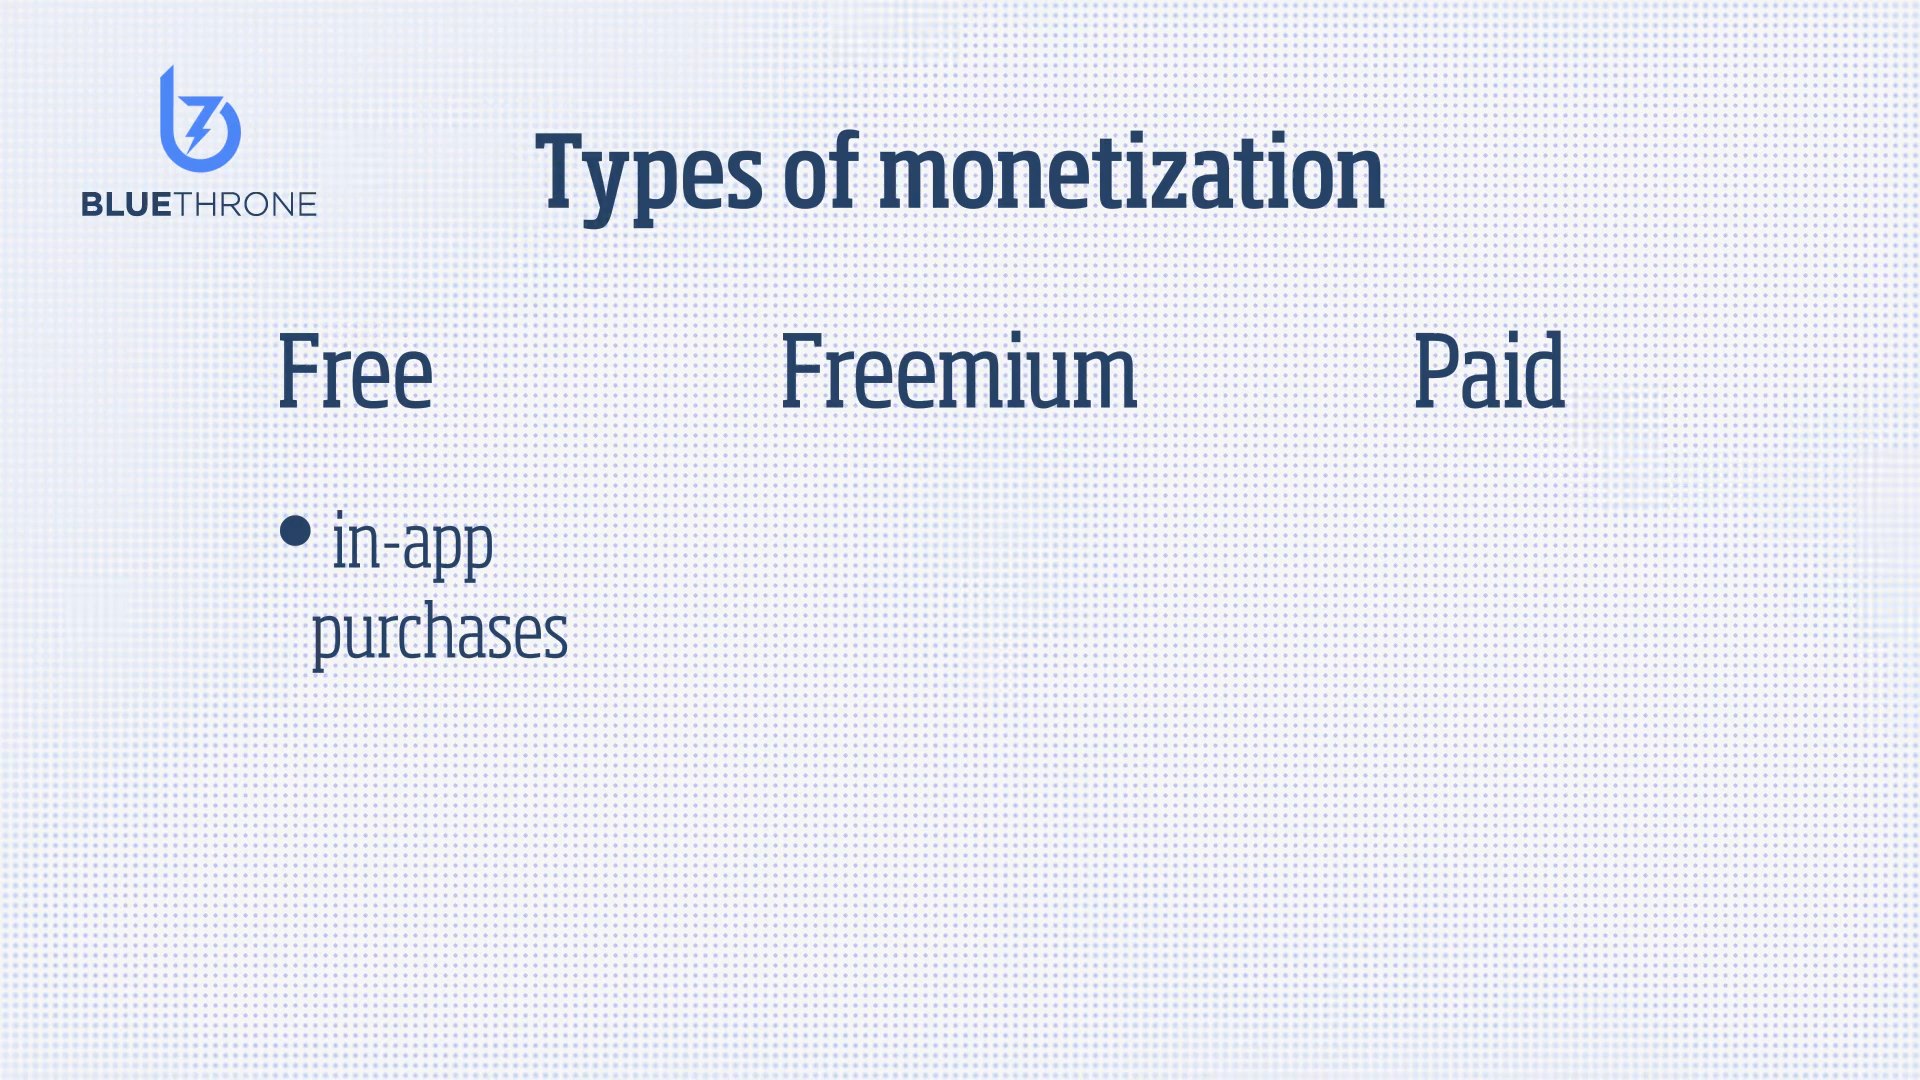 BLUETHRONE
Types of monetization
Free
Freemium
Paid
• in-app
purchases